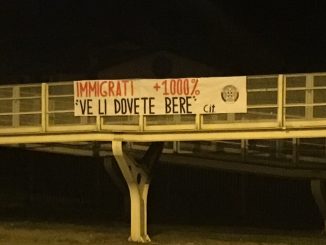 IMMIGRATI +1000%
"VE LI DOVETE BERE" Cit